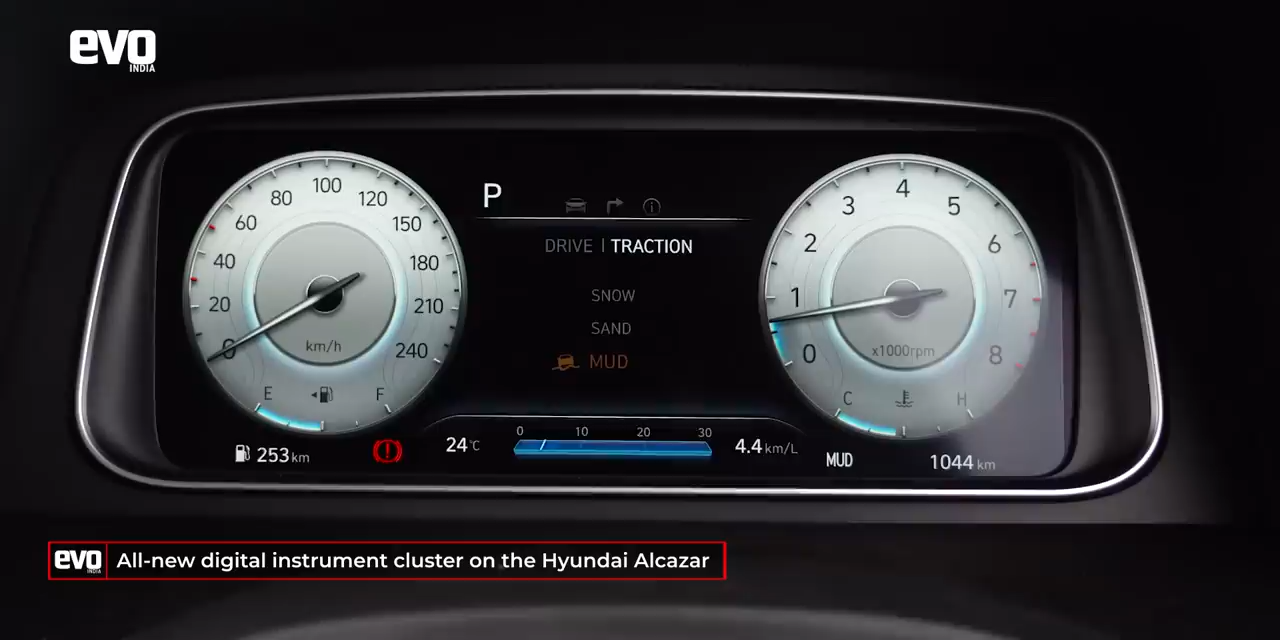 evo
INDIA
100
80
120
60
150
40
180
20
210
0
240
km/h
E
F
253 km
P
DRIVE | TRACTION
SNOW
SAND
MUD
24°C
0 10 20 30
4.4 km/L
4
3
5
2
6
1
7
0
8
x1000rpm
C
H
MUD
1044 km
evo
INDIA
All-new digital instrument cluster on the Hyundai Alcazar